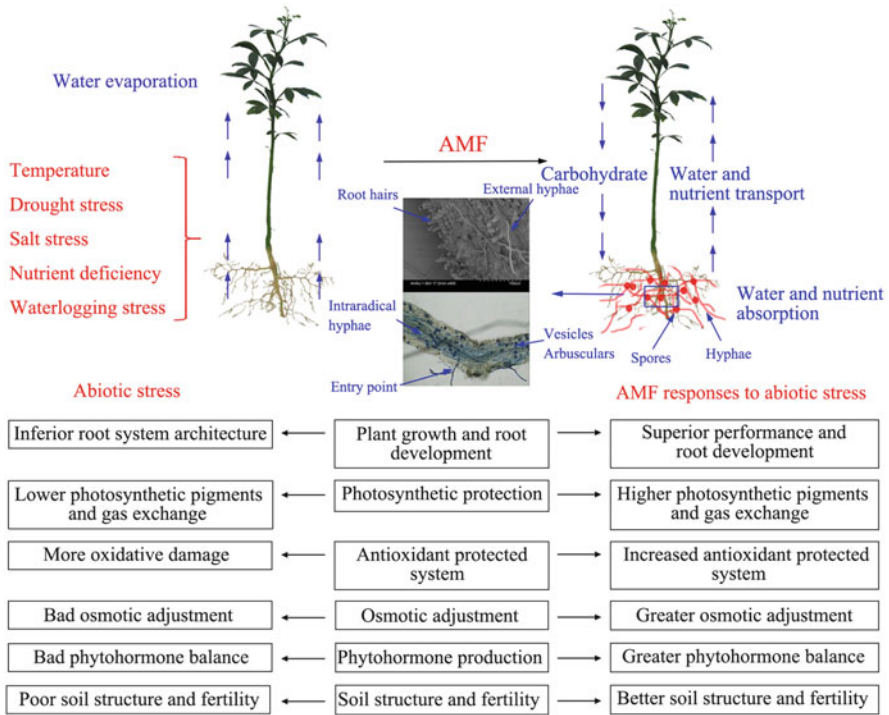 Water evaporation
Temperature
Drought stress
Salt stress
Nutrient deficiency
Waterlogging stress
AMF
Root hairs
External hyphae
Intraradical
hyphae
Entry point
Vesicles
Arbusculars
Carbohydrate
Water and
nutrient transport
Water and nutrient
absorption
Spores
Hyphae
Abiotic stress
AMF responses to abiotic stress
Inferior root system architecture
Plant growth and root
development
Superior performance and
root development
Lower photosynthetic pigments
and gas exchange
Photosynthetic protection
Higher photosynthetic pigments
and gas exchange
More oxidative damage
Antioxidant protected
system
Increased antioxidant protected
system
Bad osmotic adjustment
Osmotic adjustment
Greater osmotic adjustment
Bad phytohormone balance
Phytohormone production
Greater phytohormone balance
Poor soil structure and fertility
Soil structure and fertility
Better soil structure and fertility